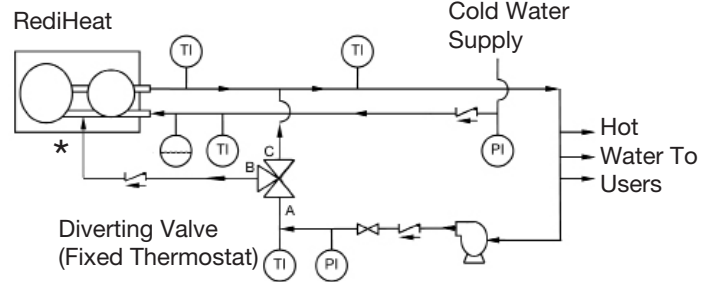 RediHeat
Cold Water
Supply
TI
TI
*
TI
C
B
PI
Hot
Water To
Users
A
Diverting Valve
(Fixed Thermostat)
TI
PI